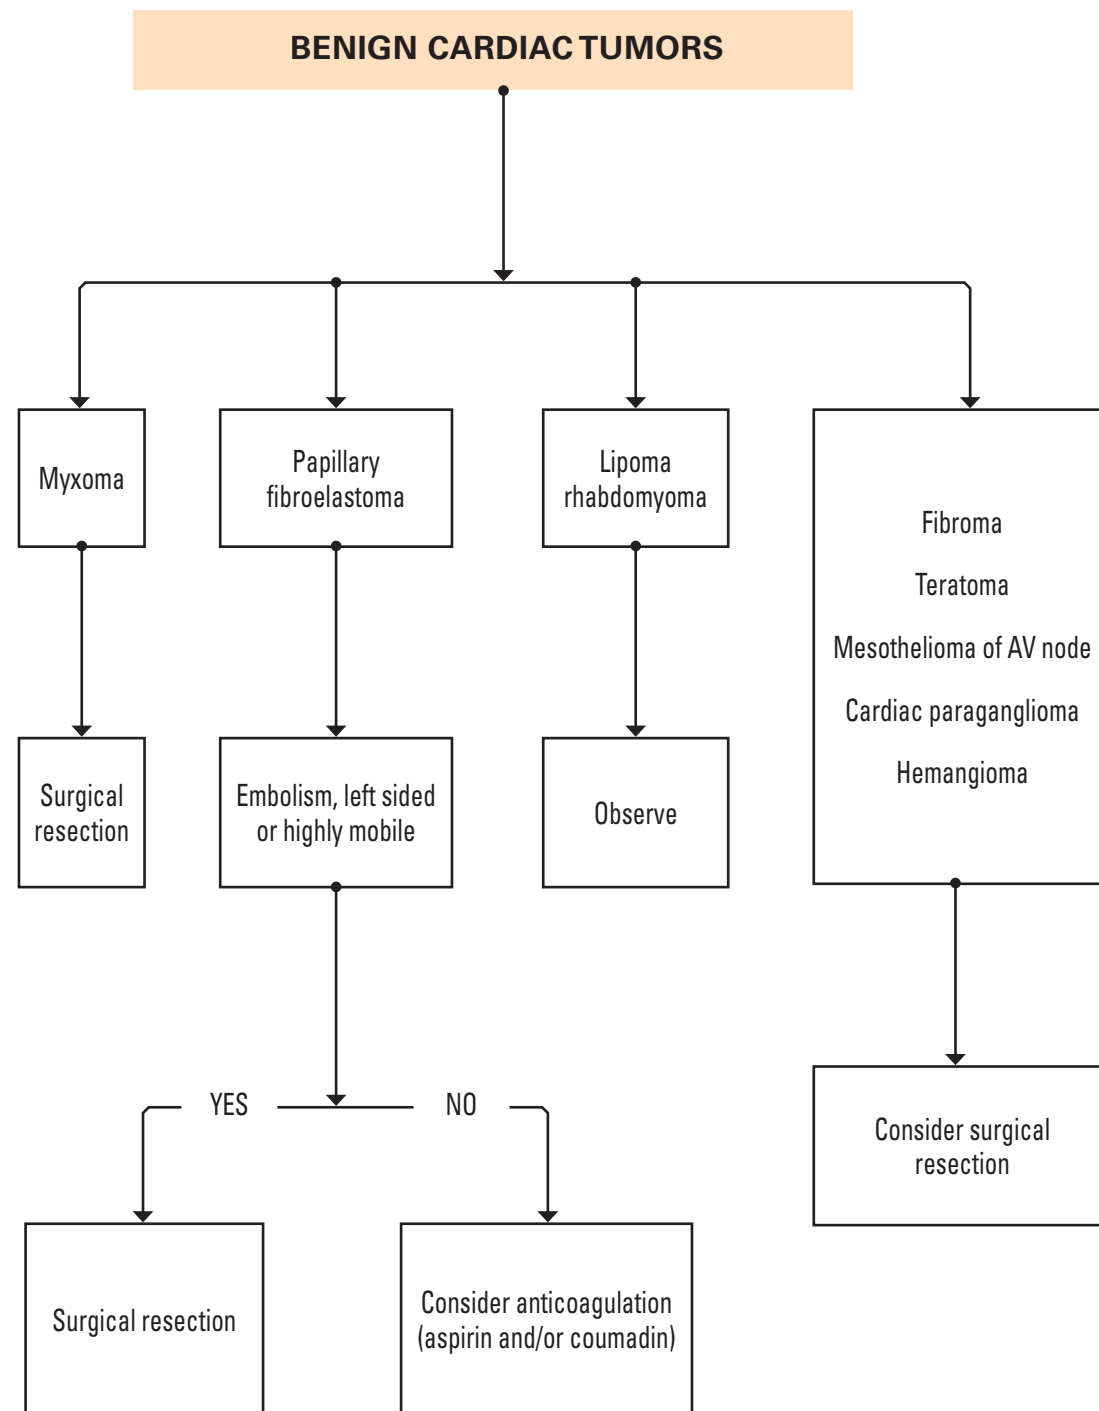 BENIGN CARDIAC TUMORS
Myxoma
Papillary
fibroelastoma
Lipoma
rhabdomyoma
Fibroma
Teratoma
Mesothelioma of AV node
Cardiac paraganglioma
Hemangioma
Surgical
resection
Embolism, left sided
or highly mobile
Observe
YES
NO
Consider surgical
resection
Surgical resection
Consider anticoagulation
(aspirin and/or coumadin)